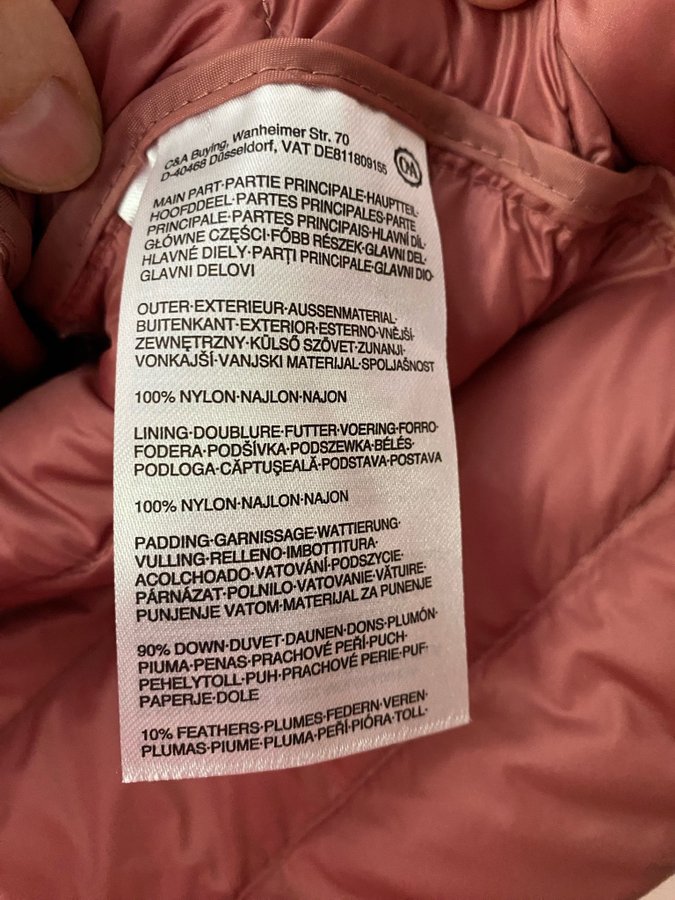 C&A Buying, Wanheimer Str. 70
D-40468 Düsseldorf, VAT DE811809155
CA
MAIN PART·PARTIE PRINCIPALE·HAUPTTEIL·
HOOFDDEEL·PARTES PRINCIPALES·PARTE
PRINCIPALE·PARTES PRINCIPAIS·HLAVNÍ DÍL·
GŁÓWNE CZĘŚCI·FŐBB RÉSZEK·GLAVNI DEL·
HLAVNÉ DIELY·PARȚI PRINCIPALE·GLAVNI DIO·
GLAVNI DELOVI
OUTER·EXTERIEUR·AUSSENMATERIAL·
BUITENKANT·EXTERIOR·ESTERNO·VNĚJŠÍ·
ZEWNĘTRZNY·KÜLSŐ SZÖVET·ZUNANJI·
VONKAJŠÍ·VANJSKI MATERIJAL·SPOLJAŠNOST
100% NYLON·NAJLON·NAJON
LINING·DOUBLURE·FUTTER·VOERING·FORRO·
FODERA·PODŠÍVKA·PODSZEWKA·BÉLÉS·
PODLOGA·CĂPTUȘEALĂ·PODSTAVA·POSTAVA
100% NYLON·NAJLON·NAJON
PADDING·GARNISSAGE·WATTIERUNG·
VULLING·RELLENO·IMBOTTITURA·
ACOLCHOADO·VATOVÁNÍ·PODSZYCIE·
PÁRNÁZAT·POLNILO·VATOVANIE·VĂTUIRE·
PUNJENJE VATOM·MATERIJAL ZA PUNENJE
90% DOWN·DUVET·DAUNEN·DONS·PLUMÓN·
PIUMA·PENAS·PRACHOVÉ PEŘÍ·PUCH·
PEHELYTOLL·PUH·PRACHOVÉ PERIE·PUF·
PAPERJE·DOLE
10% FEATHERS·PLUMES·FEDERN·VEREN·
PLUMAS·PIUME·PLUMA·PEŘÍ·PIÓRA·TOLL·